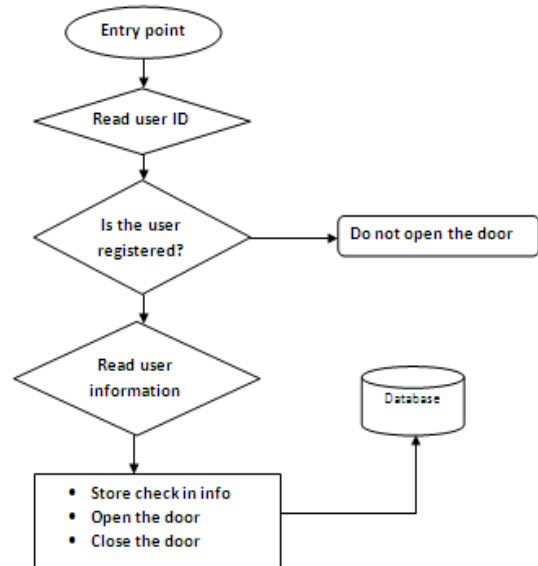 Entry point
Read user ID
Is the user
registered?
Do not open the door
Read user
information
Database
• Store check in info
• Open the door
• Close the door